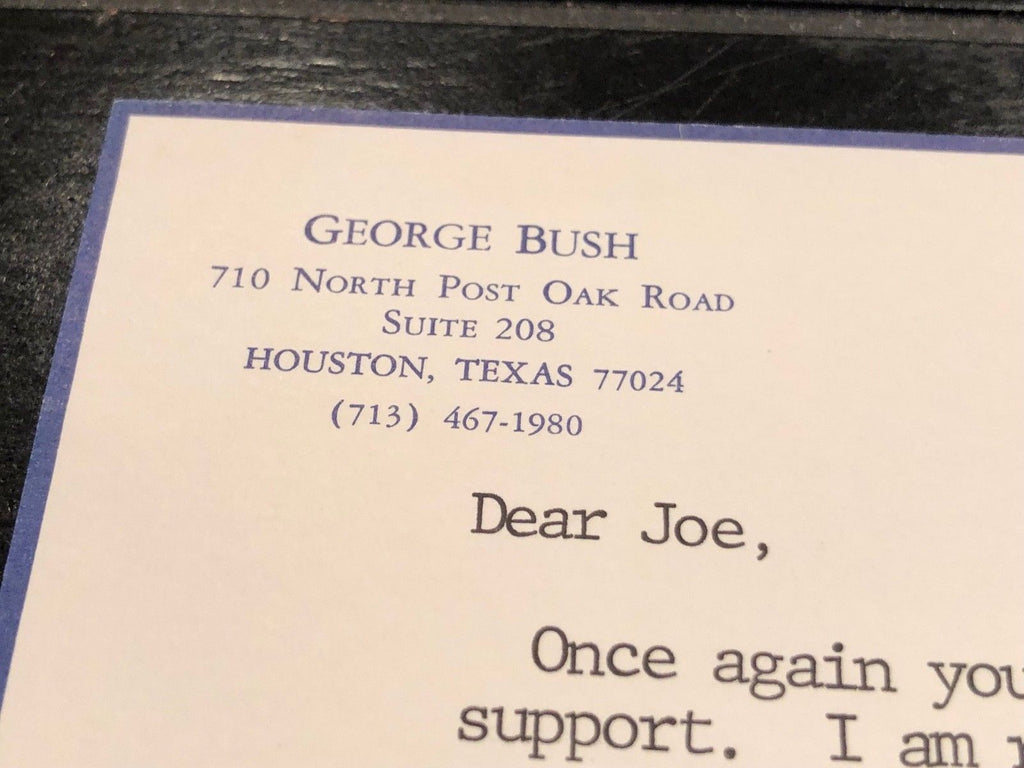 GEORGE BUSH
710 NORTH POST OAK ROAD
SUITE 208
HOUSTON, TEXAS 77024
(713) 467-1980
Dear Joe,
Once again you
support. I am